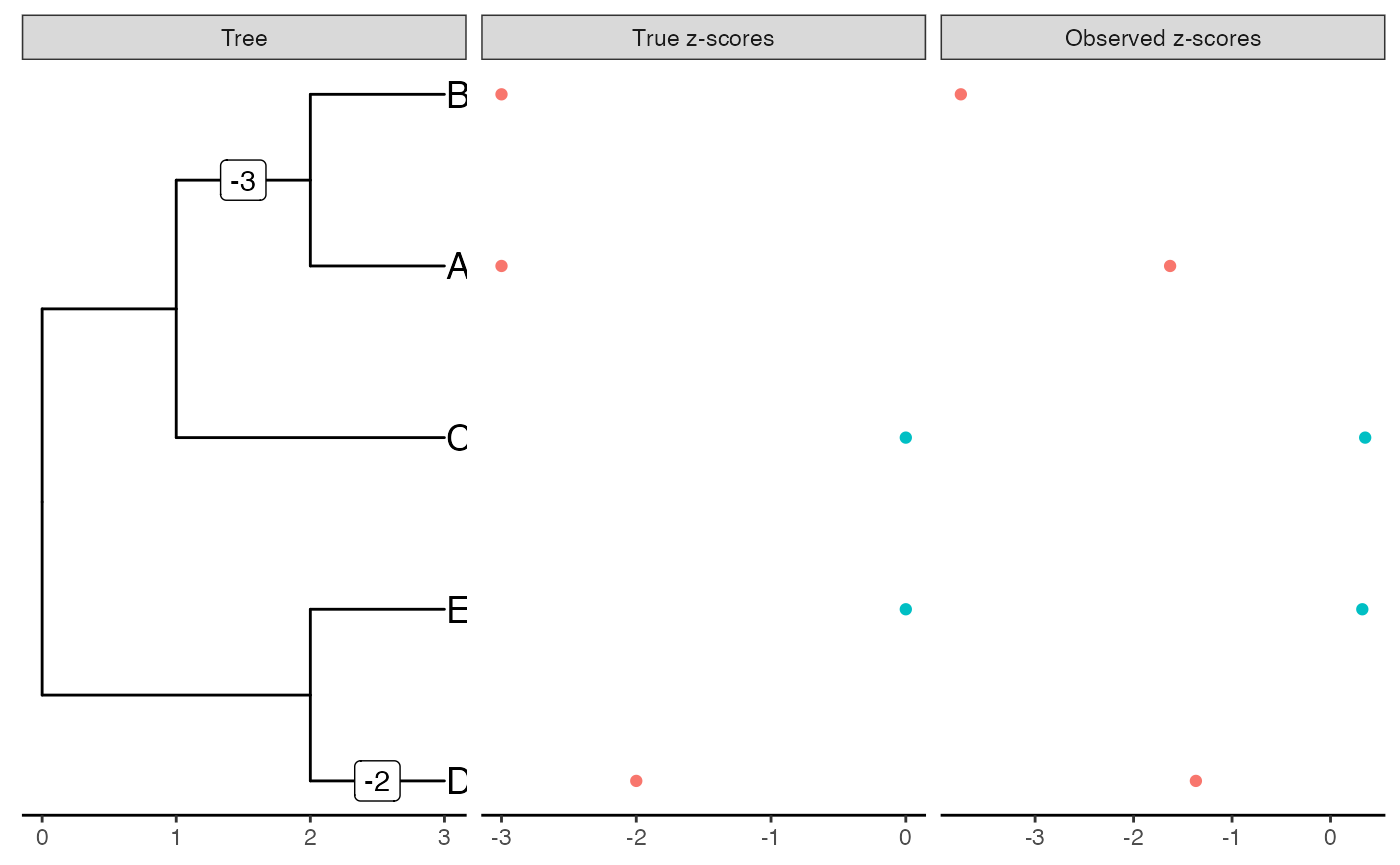 Tree
True z-scores
Observed z-scores
B
-3
A
C
E
-2
D
0 1 2 3
-3 -2 -1 0
-3 -2 -1 0